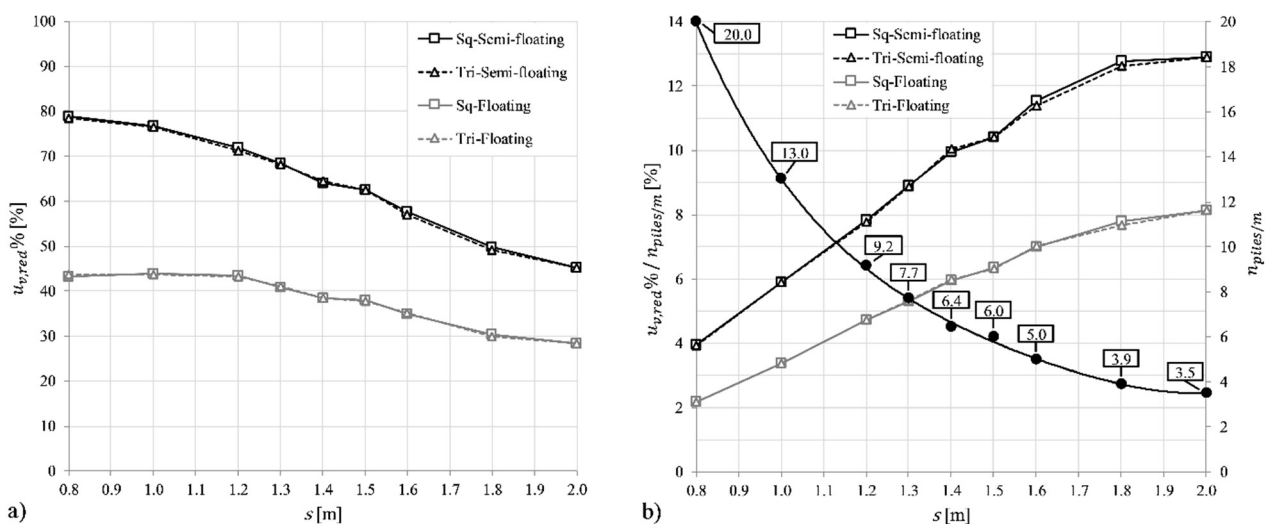 100
90
80
70
60
50
40
30
20
10
0
u_{v,red}% [%]
Sq-Semi-floating
Tri-Semi-floating
Sq-Floating
Tri-Floating
0.8 0.9 1.0 1.1 1.2 1.3 1.4 1.5 1.6 1.7 1.8 1.9 2.0
s [m]
a)
14
12
10
8
6
4
2
0
u_{v,red}% / n_{piles/m} [%]
Sq-Semi-floating
Tri-Semi-floating
Sq-Floating
Tri-Floating
20.0
13.0
9.2
7.7
6.4
6.0
5.0
3.9
3.5
20
18
16
14
12
10
8
6
4
2
0
n_{piles/m}
0.8 0.9 1.0 1.1 1.2 1.3 1.4 1.5 1.6 1.7 1.8 1.9 2.0
s [m]
b)